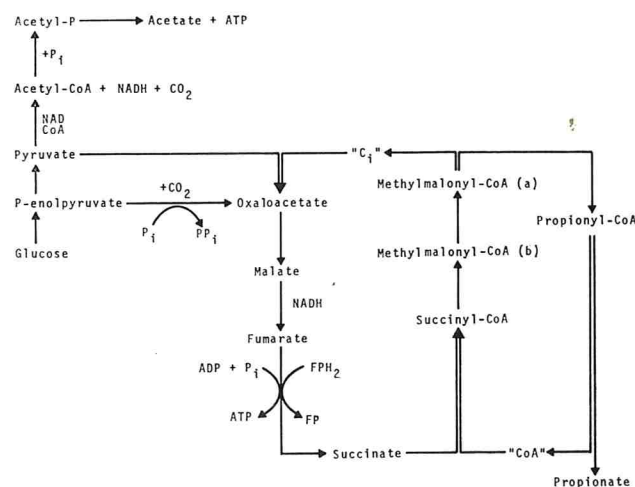 Acetyl-P → Acetate + ATP
+Pi
Acetyl-CoA + NADH + CO2
NAD
CoA
Pyruvate
"Ci"
Methylmalonyl-CoA (a)
+CO2
P-enolpyruvate
Oxaloacetate
Propionyl-CoA
Pi
PPi
Glucose
Methylmalonyl-CoA (b)
Malate
NADH
Succinyl-CoA
Fumarate
ADP + Pi
FPH2
ATP
FP
Succinate
"CoA"
Propionate